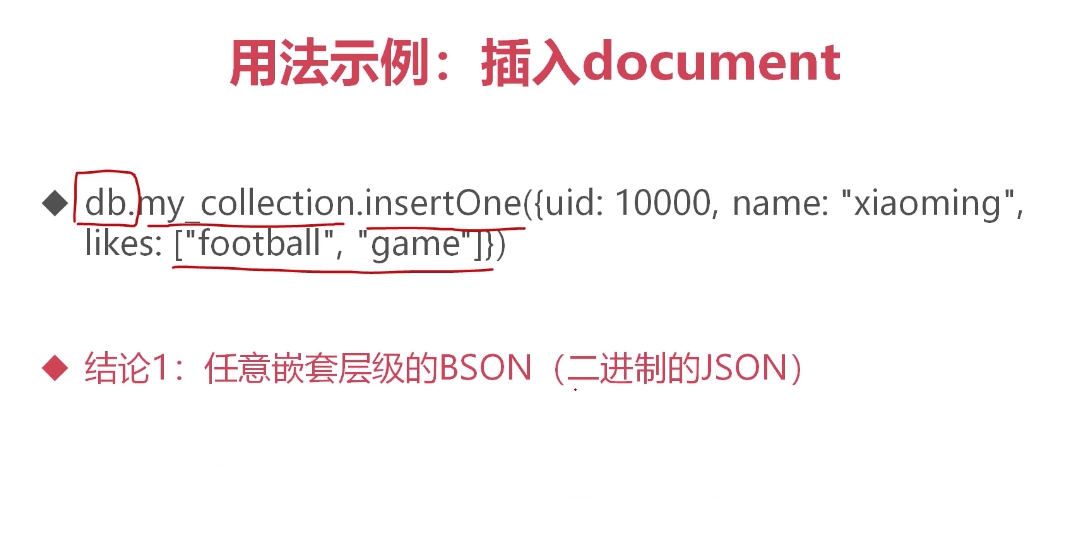 用法示例：插入document
◆ db.my_collection.insertOne({uid: 10000, name: "xiaoming",
likes: ["football", "game"]})
◆ 结论1：任意嵌套层级的BSON（二进制的JSON）